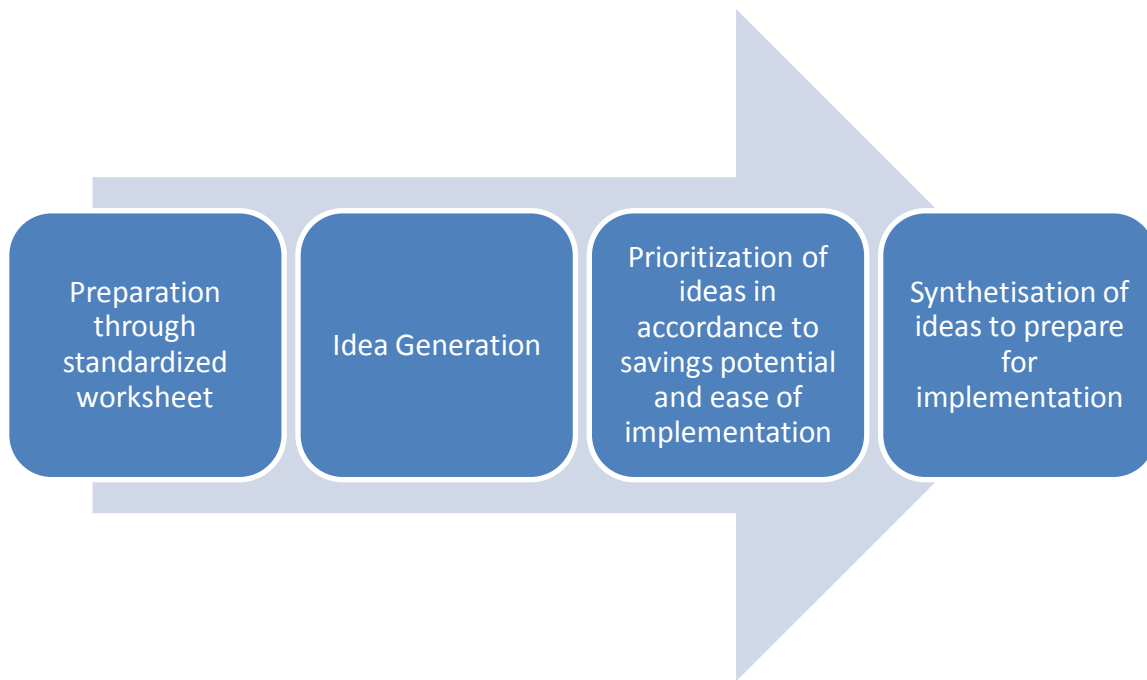 Preparation
through
standardized
worksheet
Idea Generation
Prioritization of
ideas in
accordance to
savings potential
and ease of
implementation
Synthetisation of
ideas to prepare
for
implementation